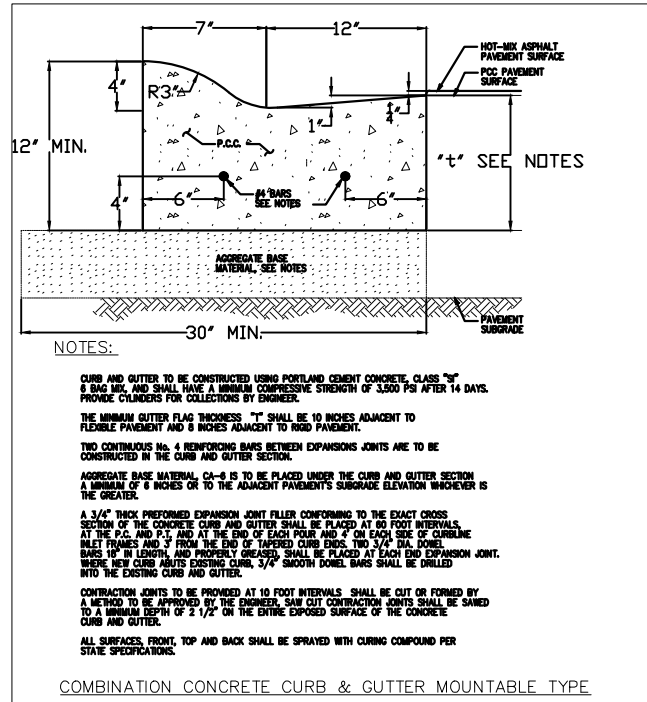 7"
12"
HOT-MIX ASPHALT
PAVEMENT SURFACE
PCC PAVEMENT
SURFACE
4"
R3"
1"
1/4"
12" MIN.
P.C.C.
"t" SEE NOTES
4"
6"
#4 BARS
SEE NOTES
6"
AGGREGATE BASE
MATERIAL, SEE NOTES
30" MIN.
PAVEMENT
SUBGRADE
NOTES:
CURB AND GUTTER TO BE CONSTRUCTED USING PORTLAND CEMENT CONCRETE, CLASS "SI"
6 BAG MIX, AND SHALL HAVE A MINIMUM COMPRESSIVE STRENGTH OF 3,500 PSI AFTER 14 DAYS.
PROVIDE CYLINDERS FOR COLLECTIONS BY ENGINEER.
THE MINIMUM GUTTER FLAG THICKNESS "T" SHALL BE 10 INCHES ADJACENT TO
FLEXIBLE PAVEMENT AND 8 INCHES ADJACENT TO RIGID PAVEMENT.
TWO CONTINUOUS No. 4 REINFORCING BARS BETWEEN EXPANSIONS JOINTS ARE TO BE
CONSTRUCTED IN THE CURB AND GUTTER SECTION.
AGGREGATE BASE MATERIAL, CA-6 IS TO BE PLACED UNDER THE CURB AND GUTTER SECTION
A MINIMUM OF 6 INCHES OR TO THE ADJACENT PAVEMENT'S SUBGRADE ELEVATION WHICHEVER IS
THE GREATER.
A 3/4" THICK PREFORMED EXPANSION JOINT FILLER CONFORMING TO THE EXACT CROSS
SECTION OF THE CONCRETE CURB AND GUTTER SHALL BE PLACED AT 60 FOOT INTERVALS,
AT THE P.C. AND P.T, AND AT THE END OF EACH POUR AND 4' ON EACH SIDE OF CURBLINE
INLET FRAMES AND 3' FROM THE END OF TAPERED CURB ENDS. TWO 3/4" DIA. DOWEL
BARS 18" IN LENGTH, AND PROPERLY GREASED, SHALL BE PLACED AT EACH END EXPANSION JOINT.
WHERE NEW CURB ABUTS EXISTING CURB, 3/4" SMOOTH DOWEL BARS SHALL BE DRILLED
INTO THE EXISTING CURB AND GUTTER.
CONTRACTION JOINTS TO BE PROVIDED AT 10 FOOT INTERVALS SHALL BE CUT OR FORMED BY
A METHOD TO BE APPROVED BY THE ENGINEER, SAW CUT CONTRACTION JOINTS SHALL BE SAWED
TO A MINIMUM DEPTH OF 2 1/2" ON THE ENTIRE EXPOSED SURFACE OF THE CONCRETE
CURB AND GUTTER.
ALL SURFACES, FRONT, TOP AND BACK SHALL BE SPRAYED WITH CURING COMPOUND PER
STATE SPECIFICATIONS.
COMBINATION CONCRETE CURB & GUTTER MOUNTABLE TYPE